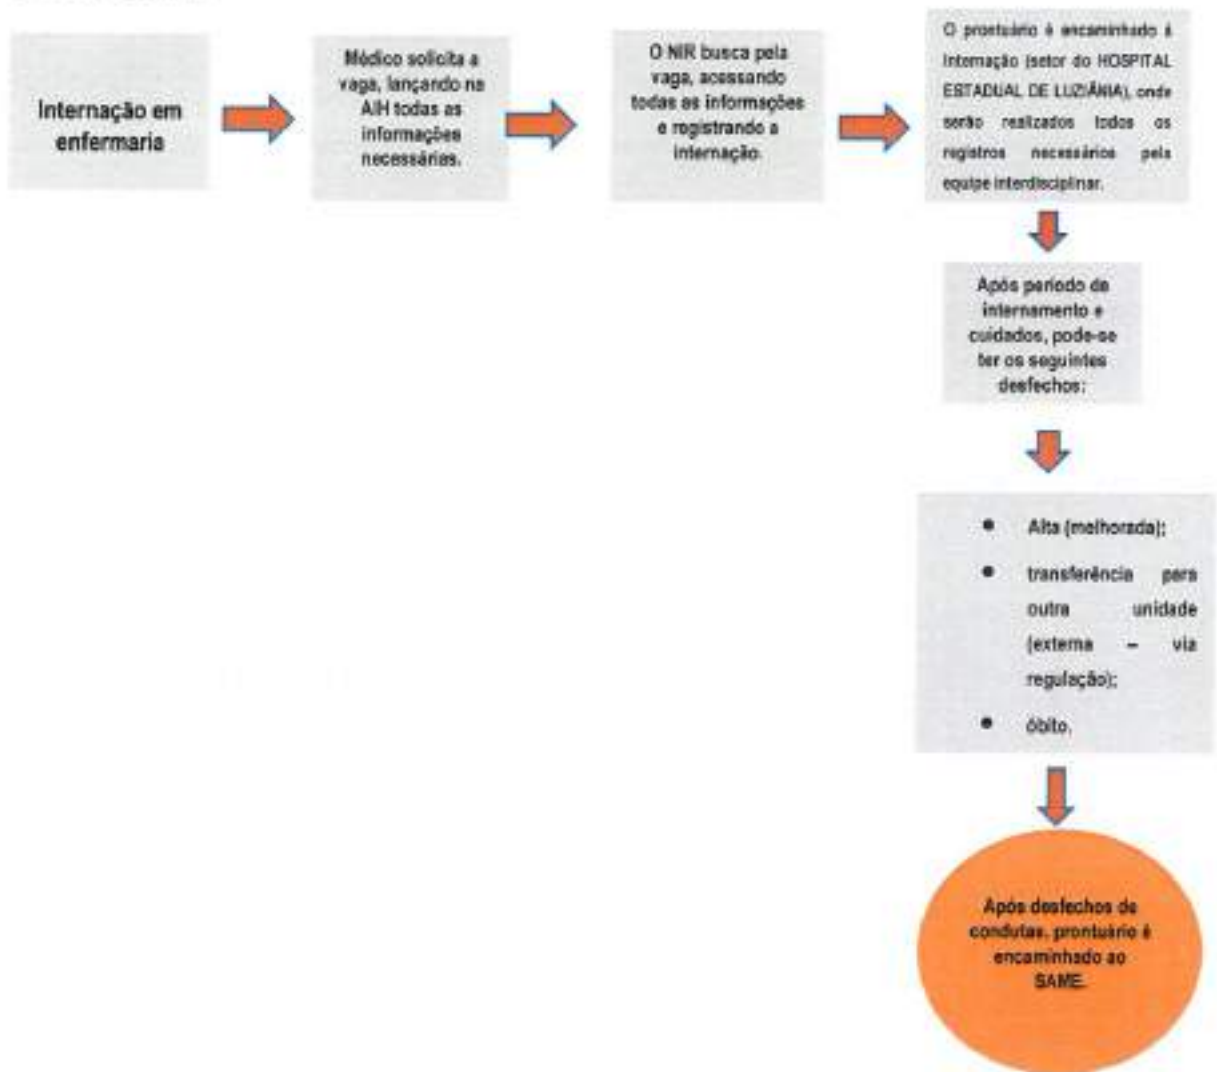 Internação em
enfermaria
Médico solicita a
vaga, lançando na
AIH todas as
informações
necessárias.
O NIR busca pela
vaga, acessando
todas as informações
e registrando a
internação.
O prontuário é encaminhado á
Internação (setor do HOSPITAL
ESTADUAL DE LUZIÂNIA), onde
serão realizados todos os
registros necessários pela
equipe interdisciplinar.
Após período de
internamento e
cuidados, pode-se
ter os seguintes
desfechos:
• Alta (melhorada);
• transferência para
outra unidade
(externa – via
regulação);
• óbito.
Após desfechos de
condutas, prontuário é
encaminhado ao
SAME.